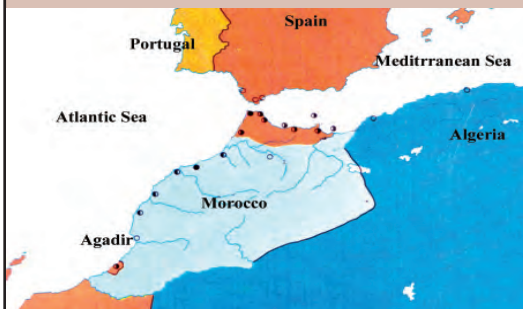 Spain
Portugal
Meditrranean Sea
Atlantic Sea
Algeria
Morocco
Agadir